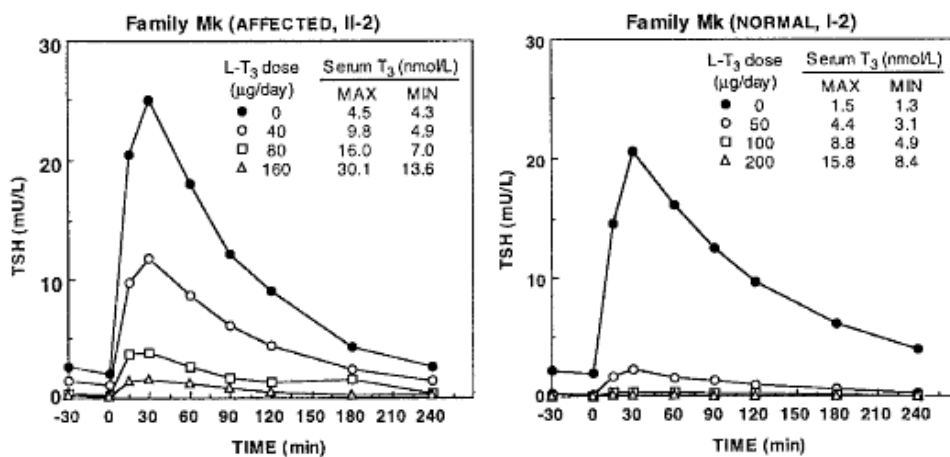 Family Mk (AFFECTED, II-2)
30
20
10
0
TSH (mU/L)
L-T₃ dose
(μg/day)
Serum T₃ (nmol/L)
MAX MIN
● 0 4.5 4.3
○ 40 9.8 4.9
□ 80 16.0 7.0
△ 160 30.1 13.6
-30 0 30 60 90 120 150 180 210 240
TIME (min)
Family Mk (NORMAL, I-2)
30
20
10
0
TSH (mU/L)
L-T₃ dose
(μg/day)
Serum T₃ (nmol/L)
MAX MIN
● 0 1.5 1.3
○ 50 4.4 3.1
□ 100 8.8 4.9
△ 200 15.8 8.4
-30 0 30 60 90 120 150 180 210 240
TIME (min)